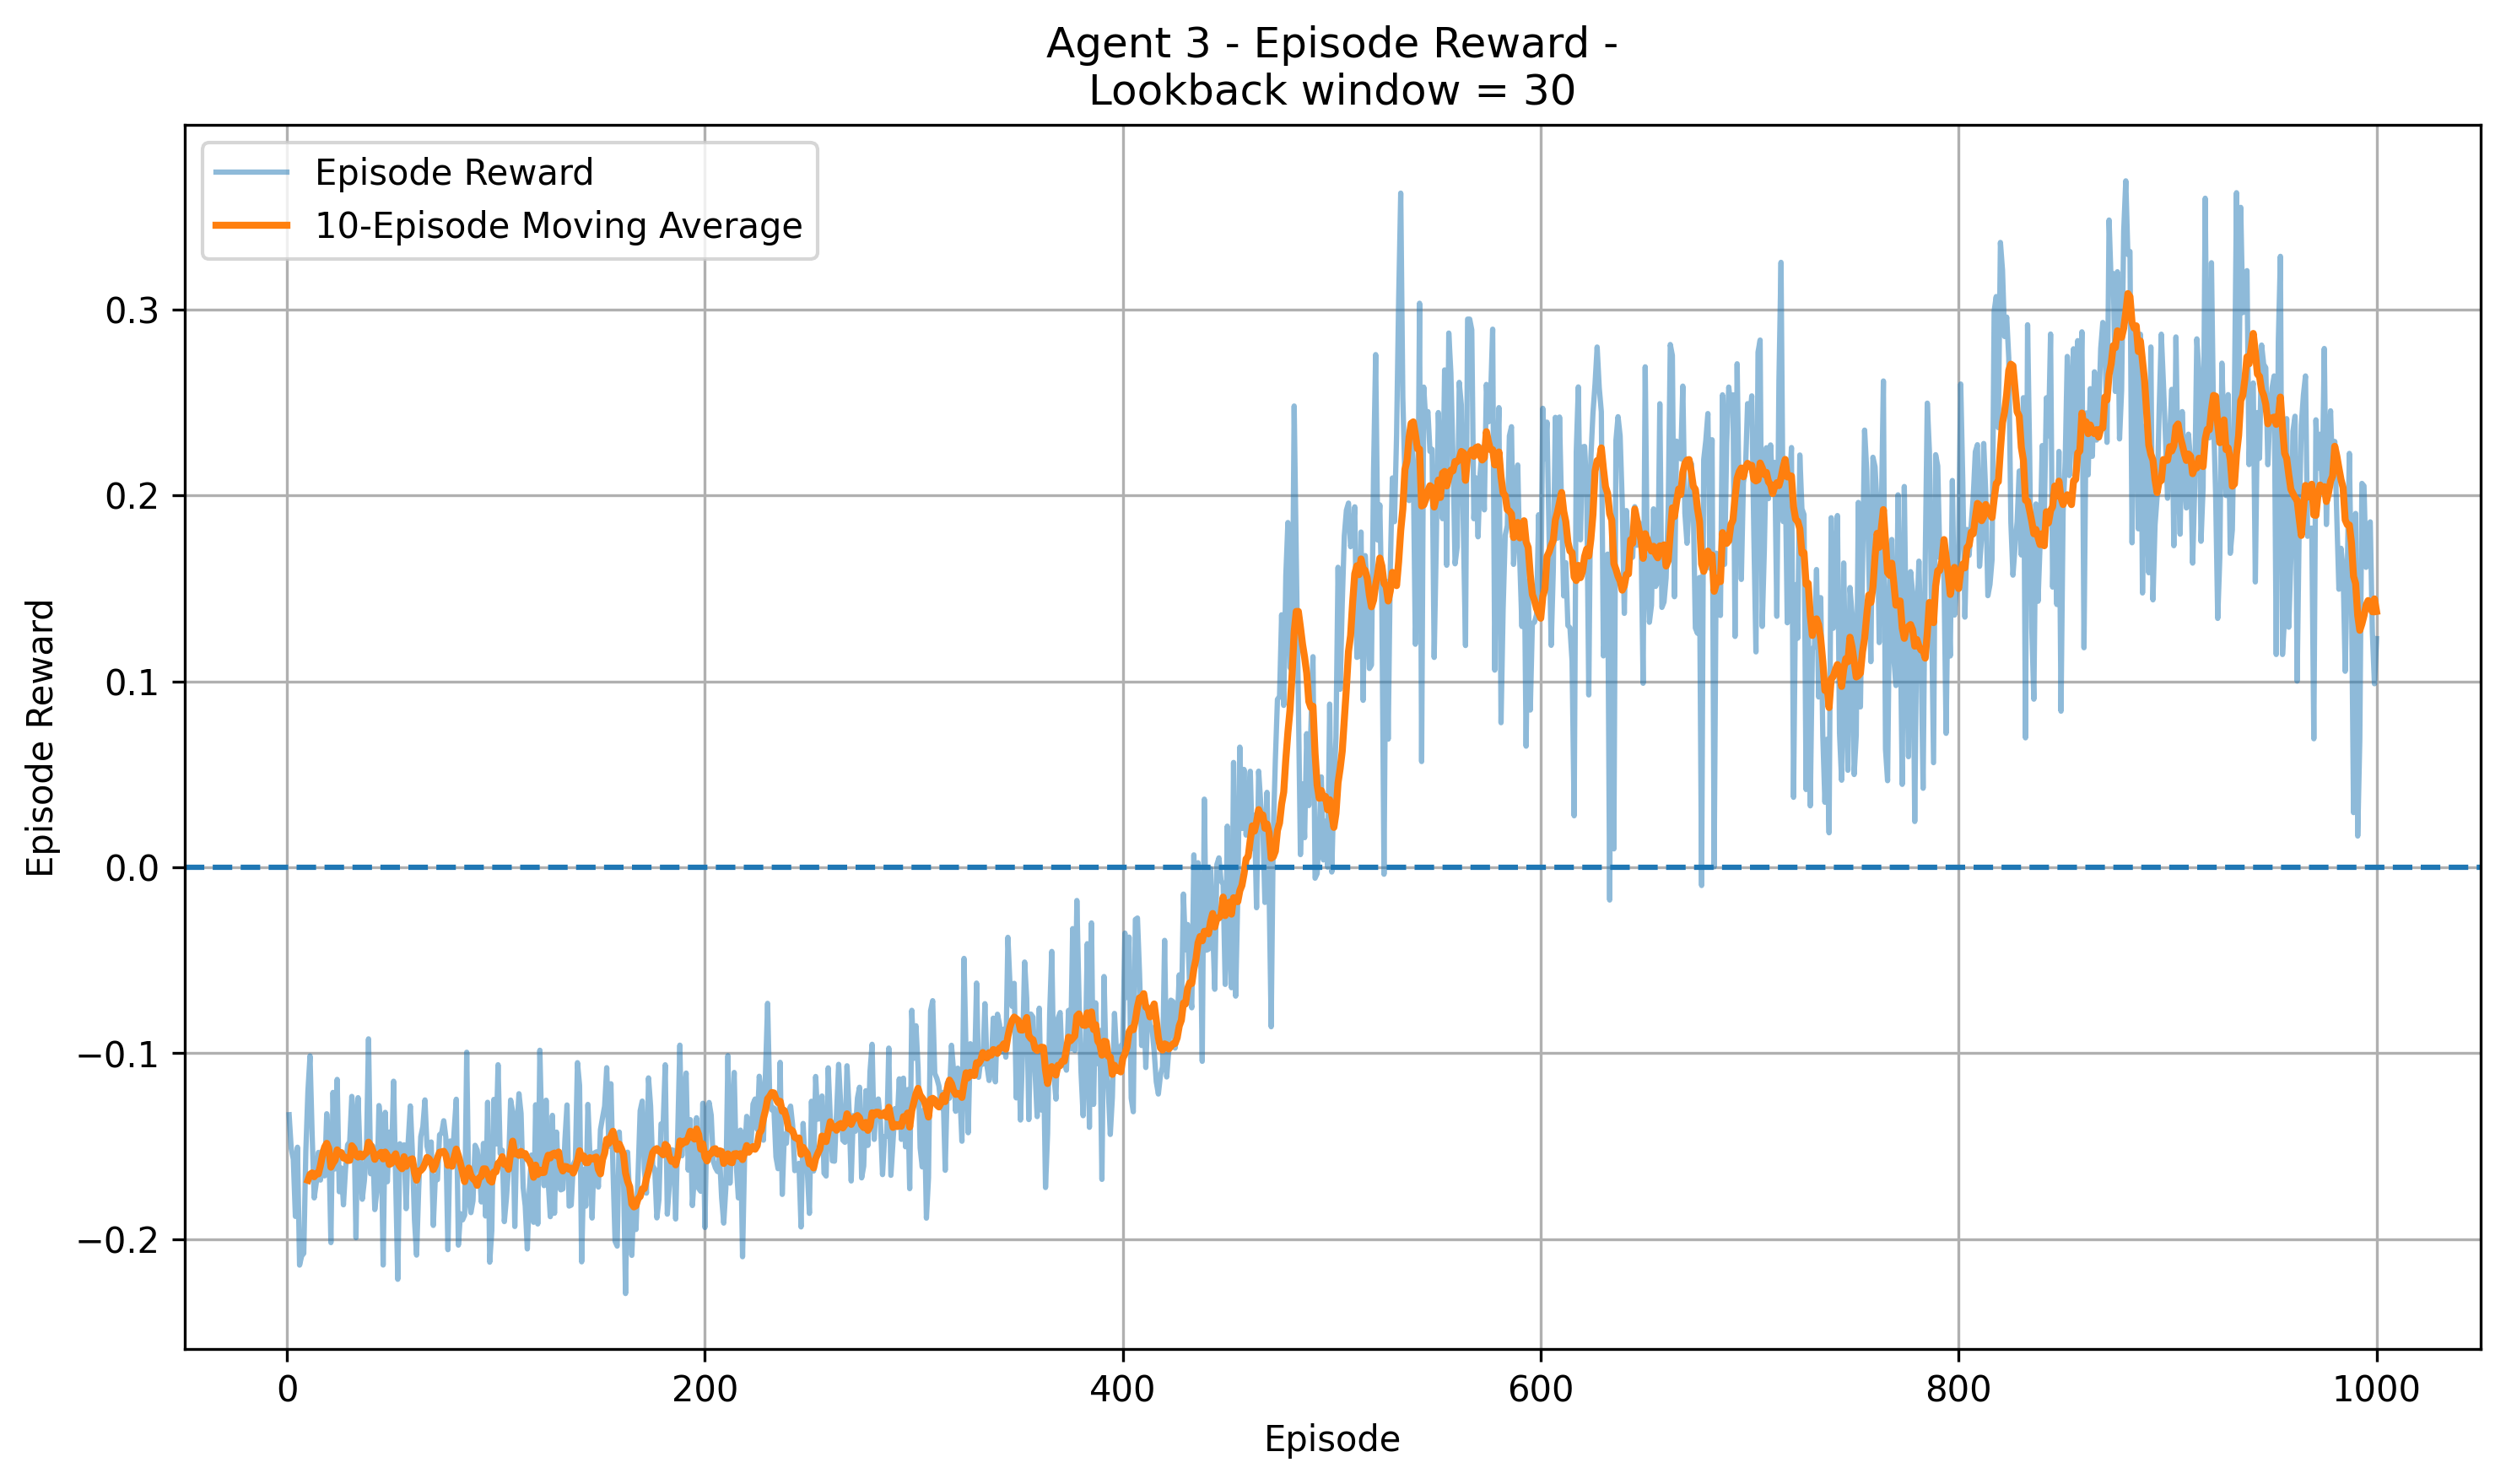 Agent 3 - Episode Reward -
Lookback window = 30
Episode Reward
10-Episode Moving Average
Episode Reward
0.3
0.2
0.1
0.0
−0.1
−0.2
0
200
400
600
800
1000
Episode